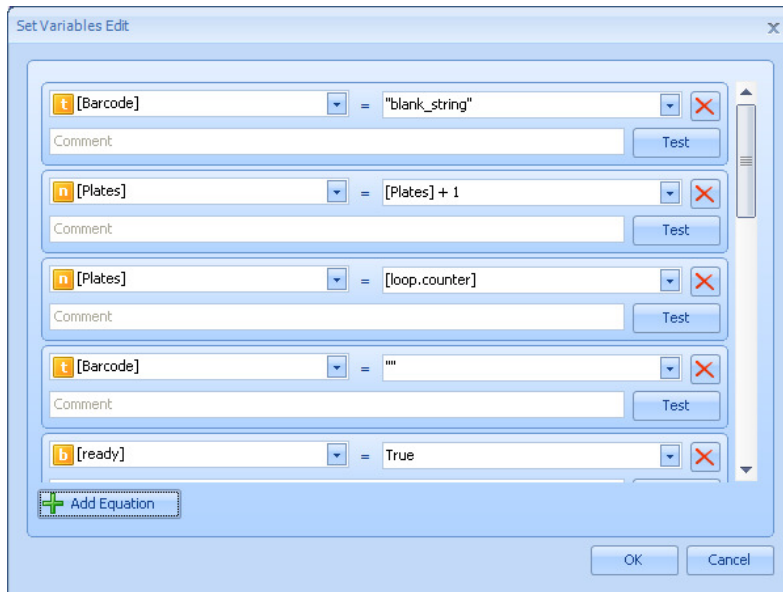 Set Variables Edit
t [Barcode] = "blank_string"
Comment Test
n [Plates] = [Plates] + 1
Comment Test
n [Plates] = [loop.counter]
Comment Test
t [Barcode] = ""
Comment Test
b [ready] = True
Add Equation
OK Cancel